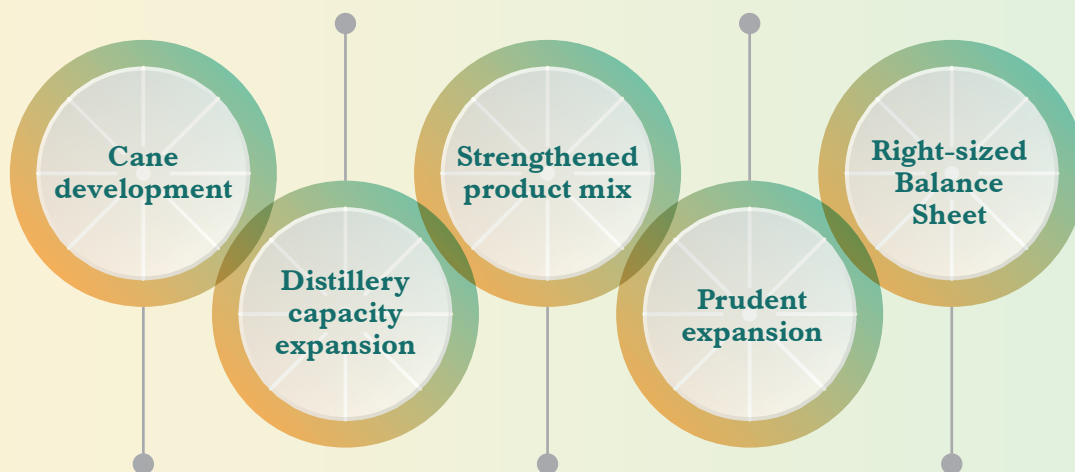 Cane
development
Distillery
capacity
expansion
Strengthened
product mix
Prudent
expansion
Right-sized
Balance
Sheet